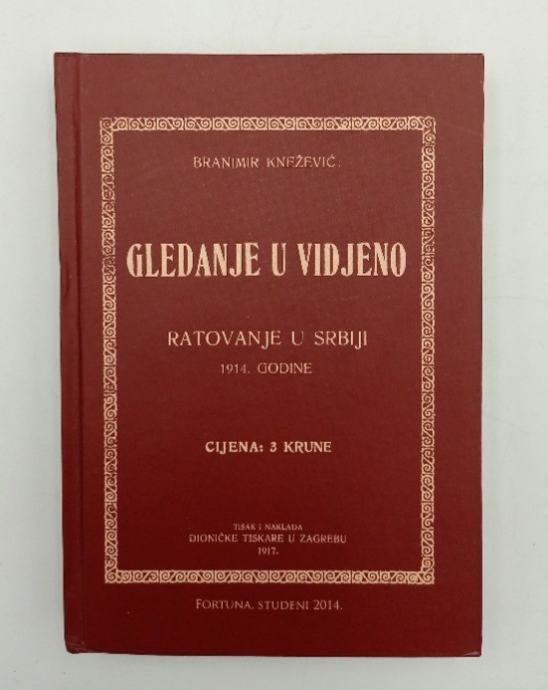 BRANIMIR KNEŽEVIĆ:
GLEDANJE U VIDJENO
RATOVANJE U SRBIJI
1914. GODINE
CIJENA: 3 KRUNE
TISAK I NAKLADA
DIONIČKE TISKARE U ZAGREBU
1917.
FORTUNA, STUDENI 2014.